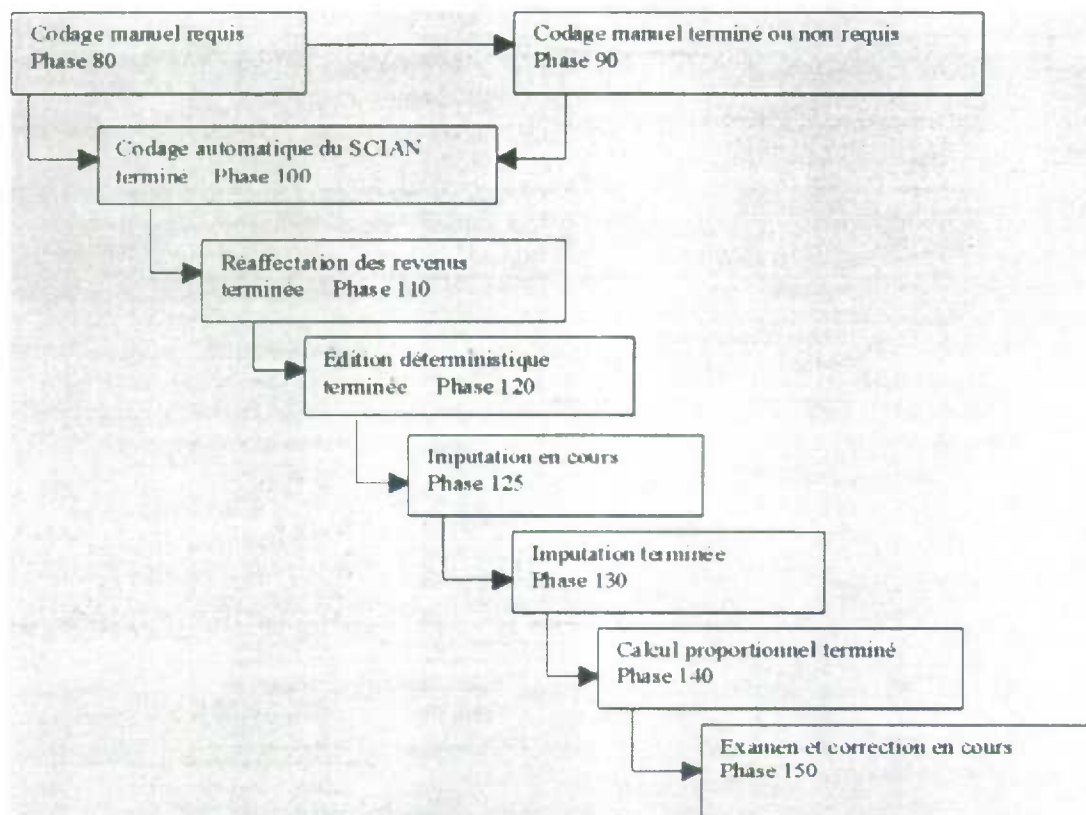 Codage manuel requis
Phase 80
Codage manuel terminé ou non requis
Phase 90
Codage automatique du SCIAN
terminé Phase 100
Réaffectation des revenus
terminée Phase 110
Edition déterministique
terminée Phase 120
Imputation en cours
Phase 125
Imputation terminée
Phase 130
Calcul proportionnel terminé
Phase 140
Examen et correction en cours
Phase 150